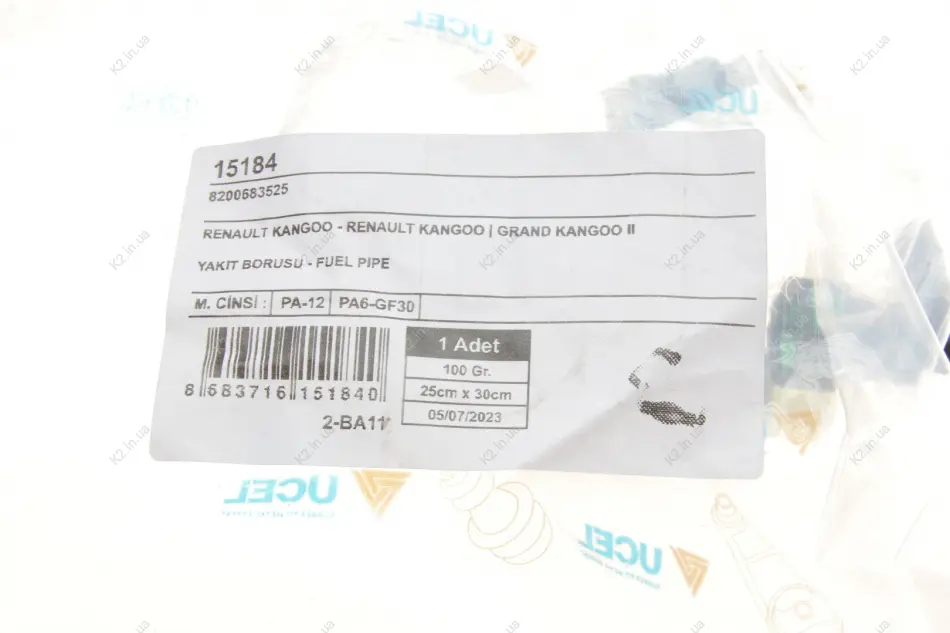 UCEL
UCEL
15184
8200683525
RENAULT KANGOO - RENAULT KANGOO | GRAND KANGOO II
YAKIT BORUSU - FUEL PIPE
M. CİNSİ : PA-12 PA6-GF30
8 683716 151840
2-BA11
1 Adet
100 Gr.
25cm x 30cm
05/07/2023
UCEL
UCEL
K2.in.ua